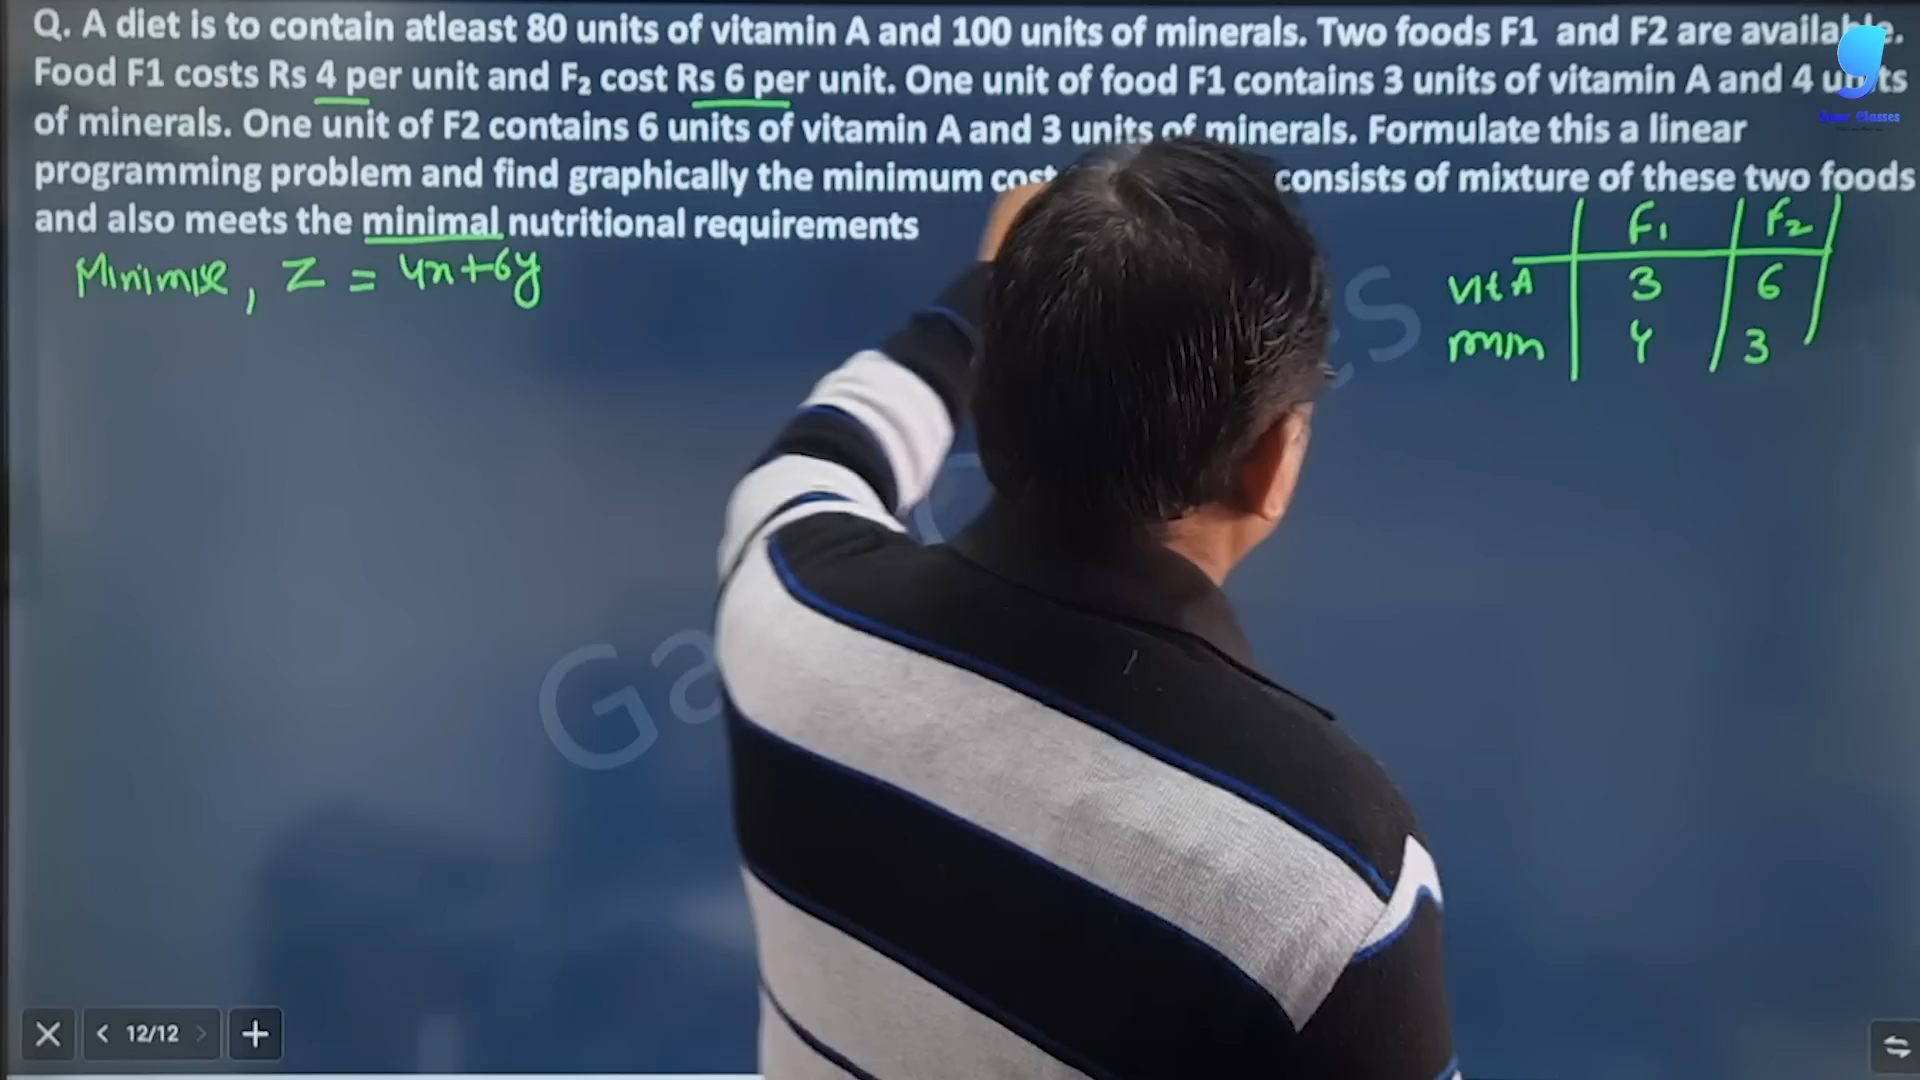 Q. A diet is to contain atleast 80 units of vitamin A and 100 units of minerals. Two foods F1 and F2 are available.
Food F1 costs Rs 4 per unit and F₂ cost Rs 6 per unit. One unit of food F1 contains 3 units of vitamin A and 4 units
of minerals. One unit of F2 contains 6 units of vitamin A and 3 units of minerals. Formulate this a linear
programming problem and find graphically the minimum cost consists of mixture of these two foods
and also meets the minimal nutritional requirements
Minimise, Z = 4x+6y
F₁ F₂
vit A 3 6
min 4 3
12/12